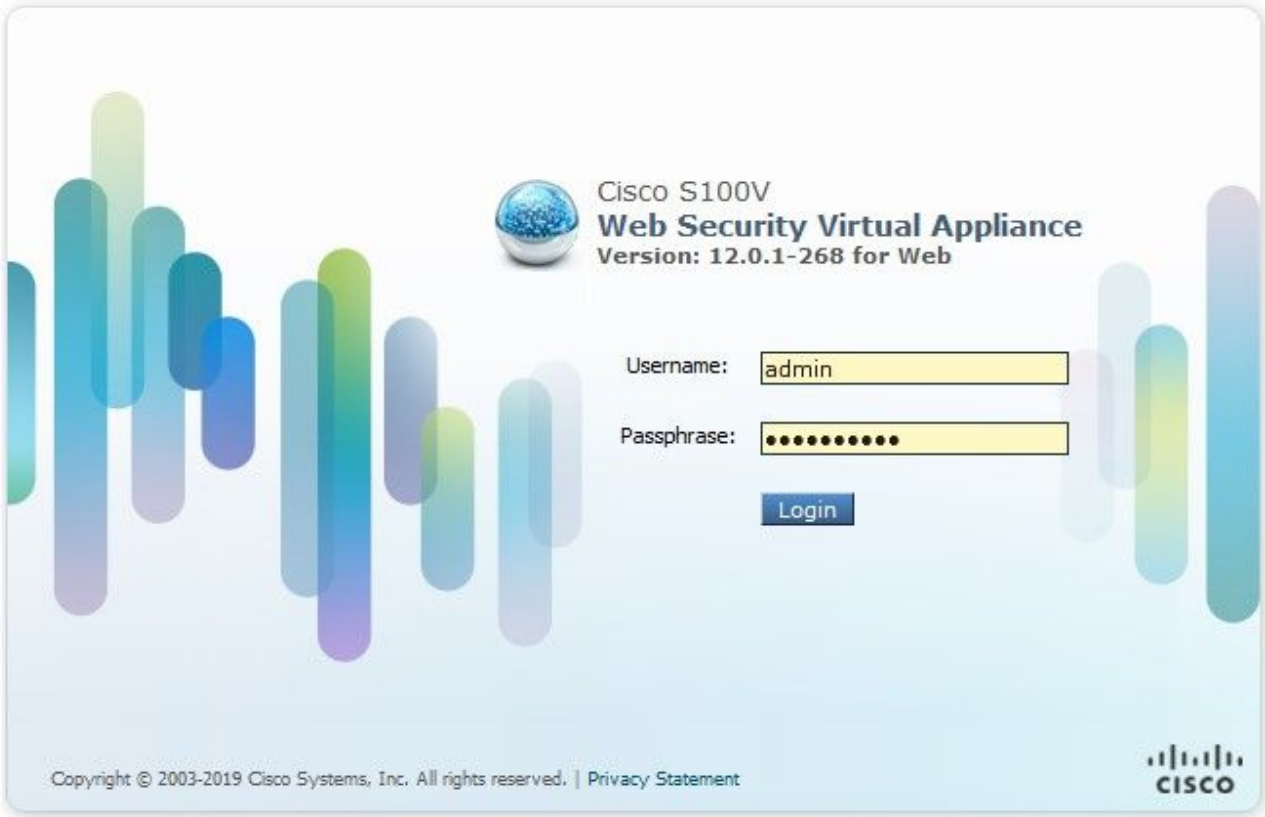 Cisco S100V
Web Security Virtual Appliance
Version: 12.0.1-268 for Web
Username: admin
Passphrase: ••••••••••
Login
Copyright © 2003-2019 Cisco Systems, Inc. All rights reserved. | Privacy Statement
CISCO